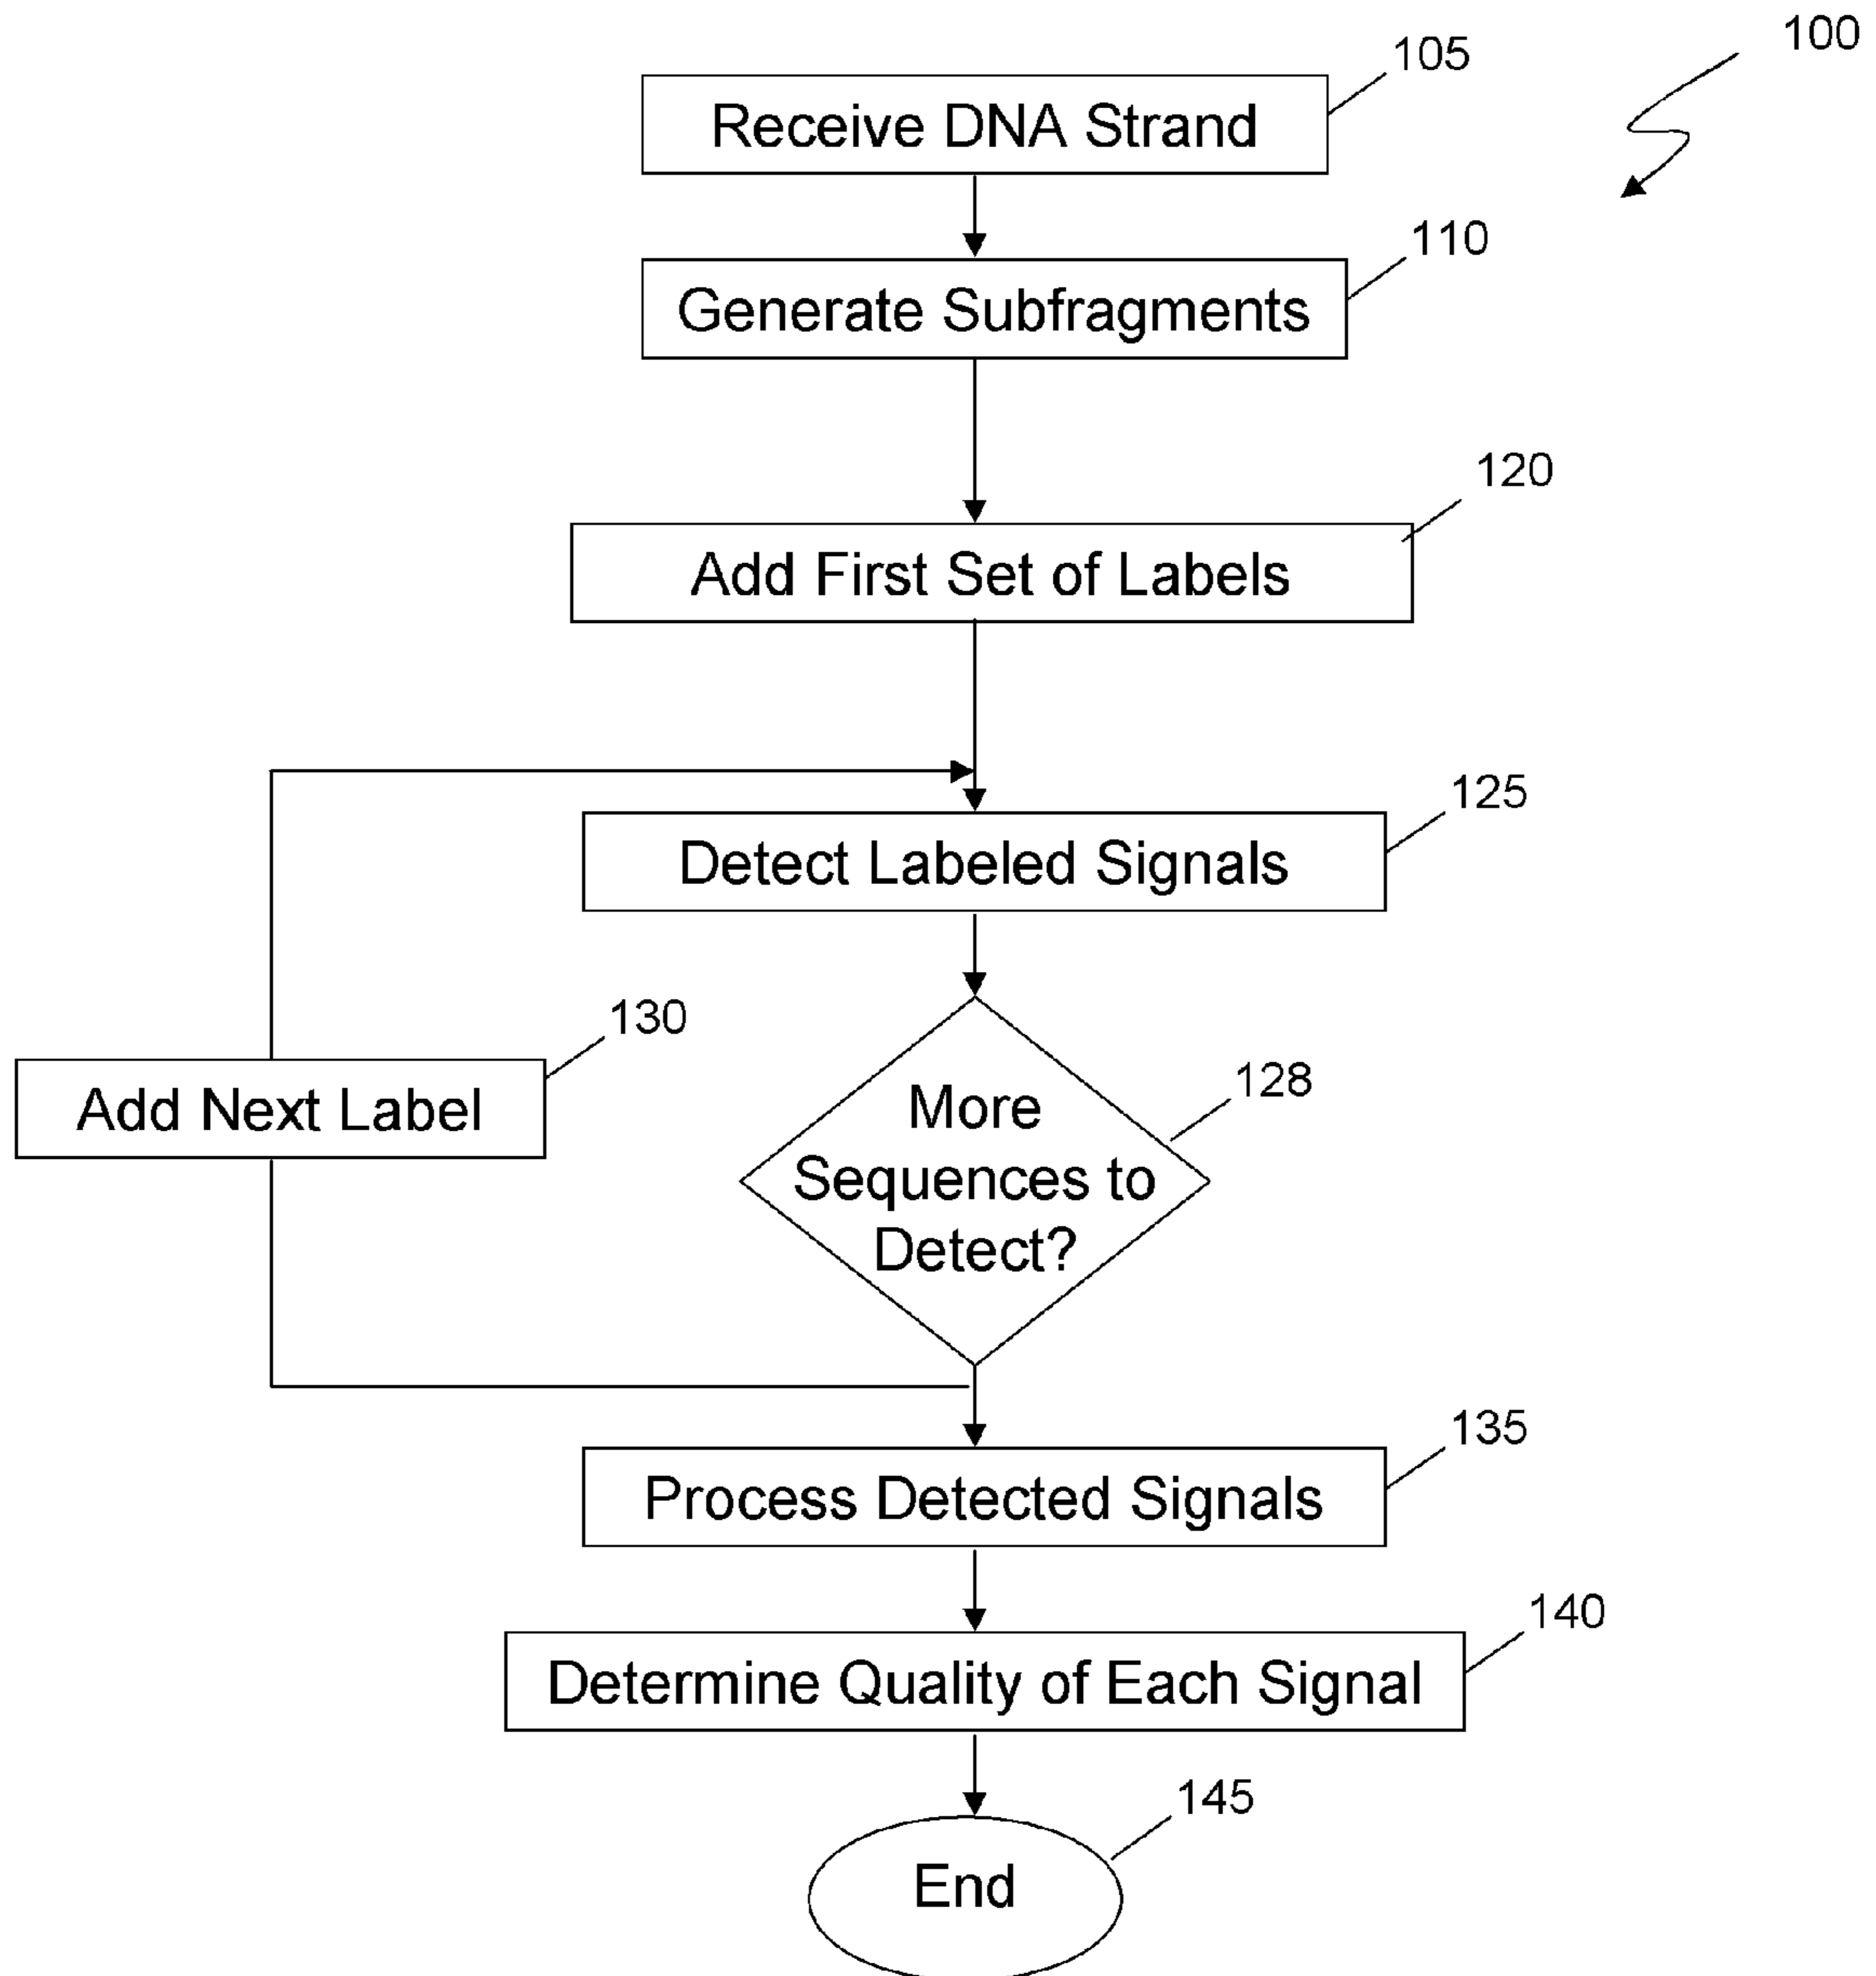 100
105
Receive DNA Strand
110
Generate Subfragments
120
Add First Set of Labels
125
Detect Labeled Signals
130
Add Next Label
128
More
Sequences to
Detect?
135
Process Detected Signals
140
Determine Quality of Each Signal
145
End